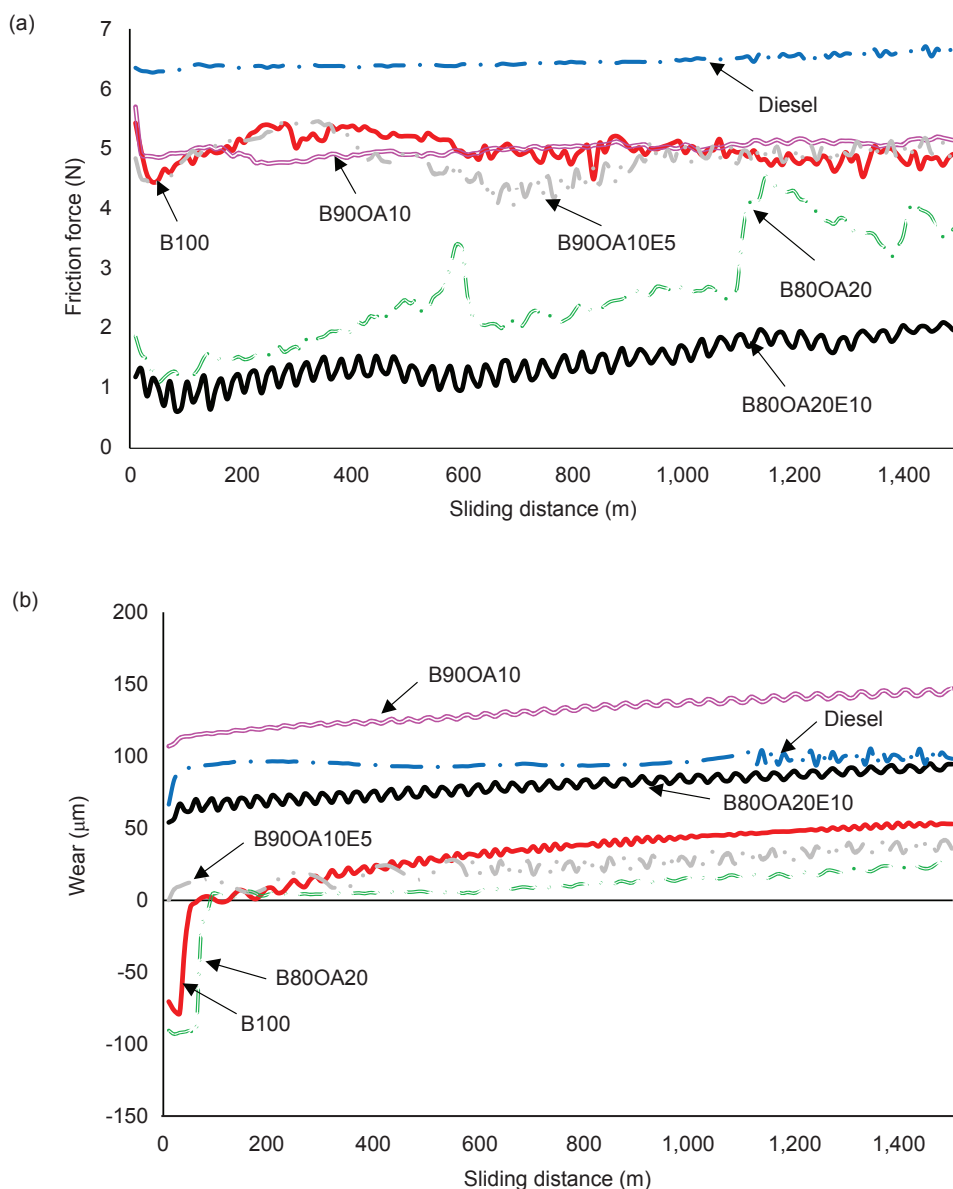 (a)
7
6
5
4
3
2
1
0
Friction force (N)
Diesel
B100
B90OA10
B90OA10E5
B80OA20
B80OA20E10
0 200 400 600 800 1,000 1,200 1,400
Sliding distance (m)
(b)
200
150
100
50
0
-50
-100
-150
Wear (μm)
B90OA10
Diesel
B80OA20E10
B90OA10E5
B80OA20
B100
0 200 400 600 800 1,000 1,200 1,400
Sliding distance (m)